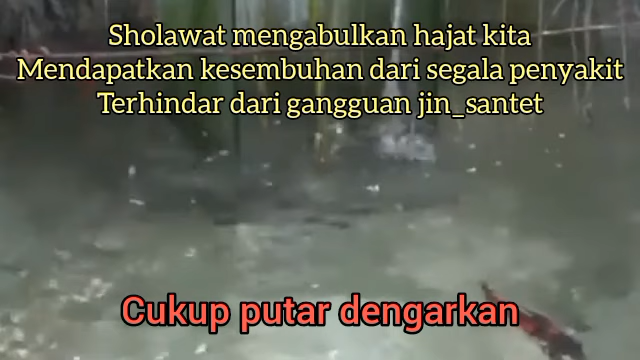 Sholawat mengabulkan hajat kita
Mendapatkan kesembuhan dari segala penyakit
Terhindar dari gangguan jin_santet
Cukup putar dengarkan